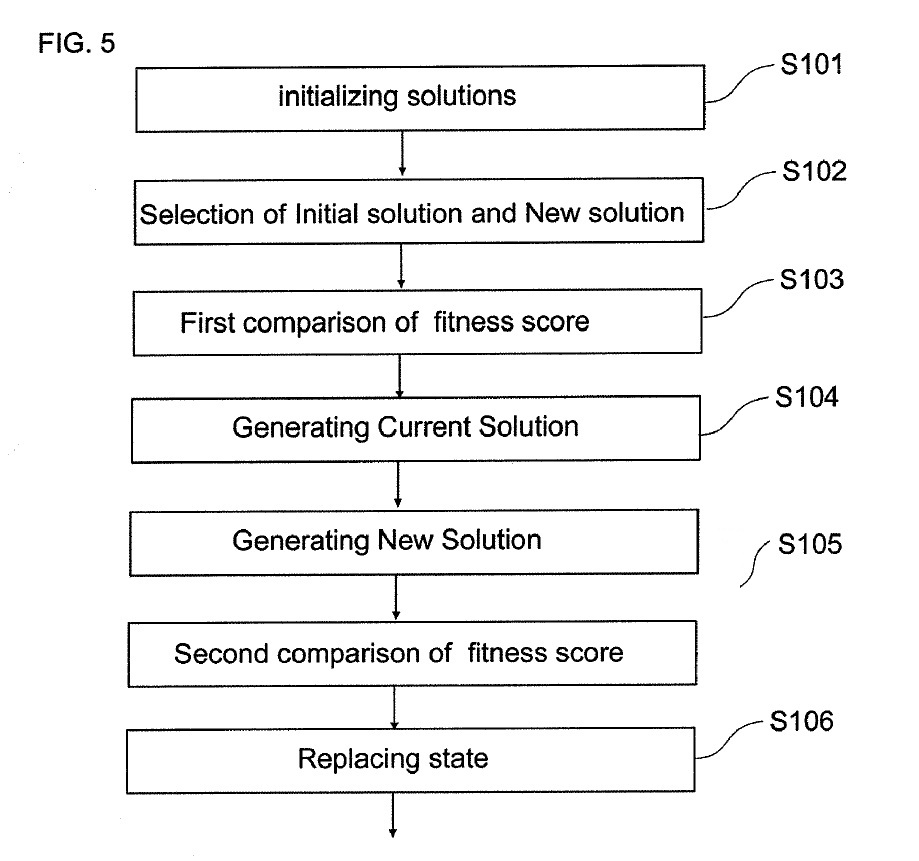 FIG. 5
initializing solutions
S101
Selection of Initial solution and New solution
S102
First comparison of fitness score
S103
Generating Current Solution
S104
Generating New Solution
S105
Second comparison of fitness score
Replacing state
S106